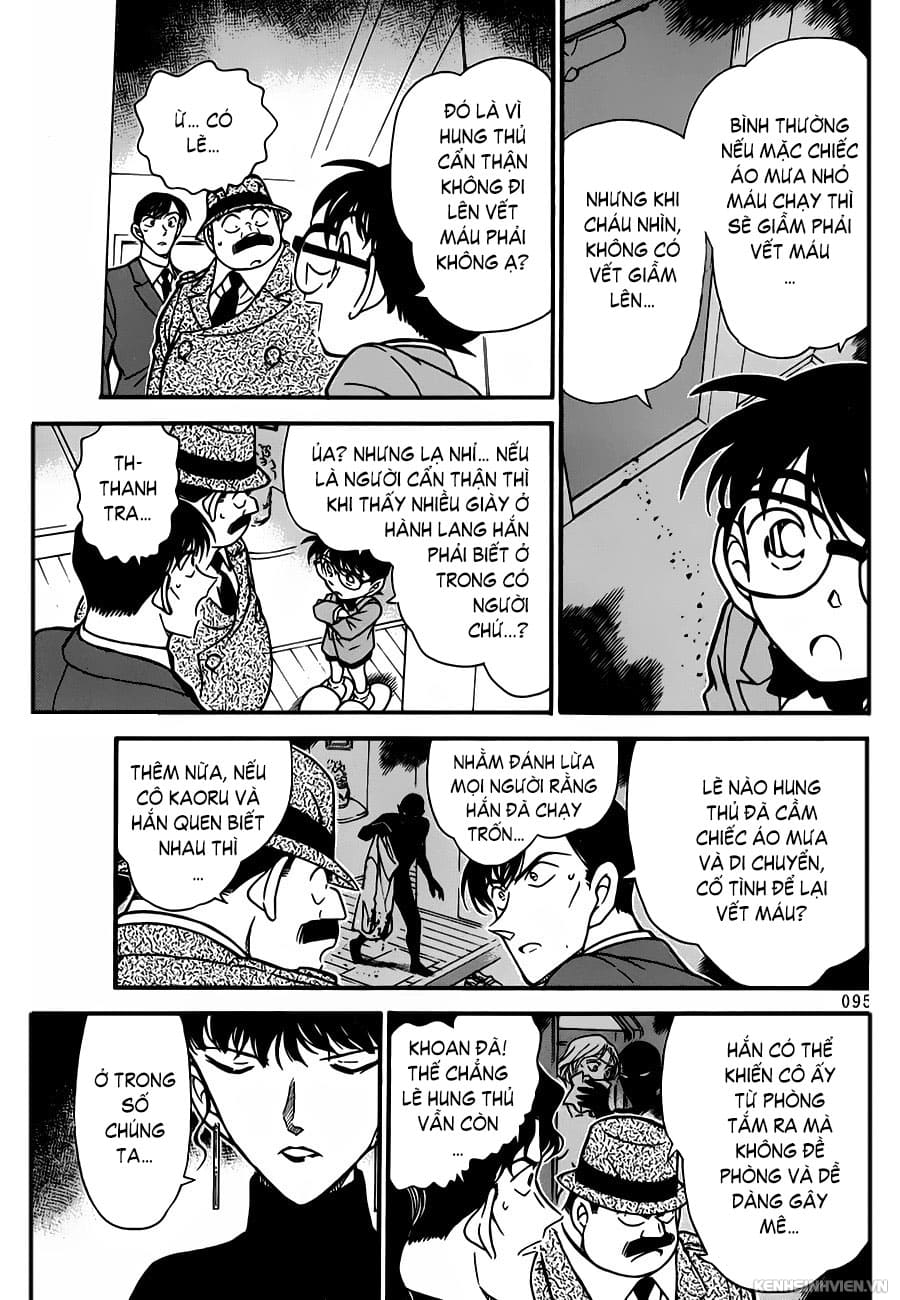 BÌNH THƯỜNG
NẾU MẶC CHIẾC
ÁO MƯA NHỎ
MÁU CHẠY THÌ
SẼ GIẪM PHẢI
VẾT MÁU
...
NHƯNG KHI
CHÁU NHÌN,
KHÔNG CÓ
VẾT GIẪM
LÊN...
ĐÓ LÀ VÌ
HUNG THỦ
CẨN THẬN
KHÔNG ĐI
LÊN VẾT
MÁU PHẢI
KHÔNG Ạ?
Ừ... CÓ
LẼ...
ỦA? NHƯNG LẠ NHỈ... NẾU
LÀ NGƯỜI CẨN THẬN THÌ
KHI THẤY NHIỀU GIÀY Ở
HÀNH LANG HẮN
PHẢI BIẾT Ở
TRONG CÓ
NGƯỜI
CHỨ...?
TH-
THANH
TRA...
LẼ NÀO HUNG
THỦ ĐÃ CẦM
CHIẾC ÁO MƯA
VÀ DI CHUYỂN,
CỐ TÌNH ĐỂ LẠI
VẾT MÁU?
NHẰM ĐÁNH LỪA
MỌI NGƯỜI RẰNG
HẮN ĐÃ CHẠY
TRỐN...
THÊM NỮA, NẾU
CÔ KAORU VÀ
HẮN QUEN BIẾT
NHAU THÌ
...
095
HẮN CÓ THỂ
KHIẾN CÔ ẤY
TỪ PHÒNG
TẮM RA MÀ
KHÔNG ĐỀ
PHÒNG VÀ DỄ
DÀNG GÂY
MÊ...
KHOAN ĐÃ!
THẾ CHẲNG
LẼ HUNG THỦ
VẪN CÒN
...
Ở TRONG
SỐ
CHÚNG
TA...
KENHSINHVIEN.VN